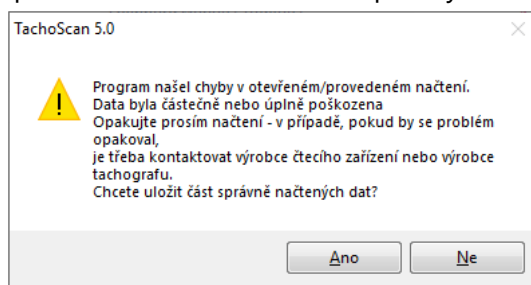 TachoScan 5.0
Program našel chyby v otevřeném/provedeném načtení.
Data byla částečně nebo úplně poškozena
Opakujte prosím načtení - v případě, pokud by se problém
opakoval,
je třeba kontaktovat výrobce čtecího zařízení nebo výrobce
tachografu.
Chcete uložit část správně načtených dat?
Ano
Ne